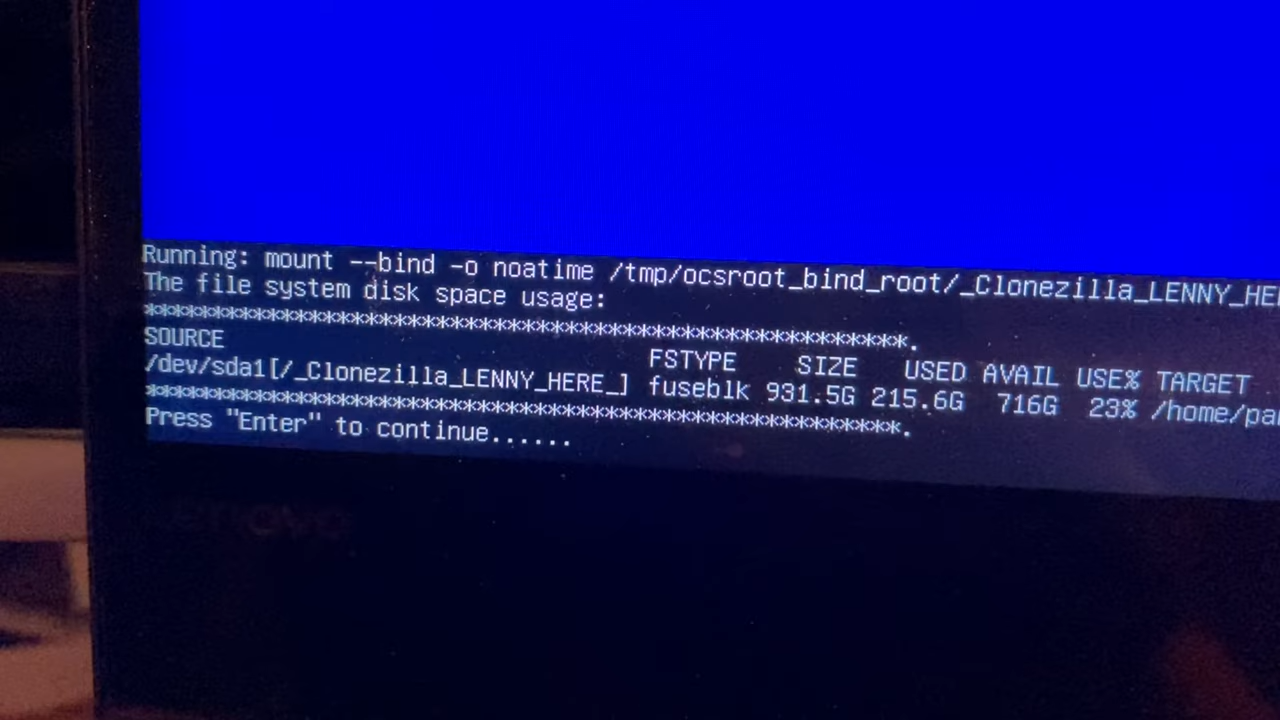 Running: mount --bind -o noatime /tmp/ocsroot_bind_root/_Clonezilla_LENNY_HE
The file system disk space usage:
*******************************************************************.
SOURCE FSTYPE SIZE USED AVAIL USE% TARGET
/dev/sda1[/_Clonezilla_LENNY_HERE_] fuseblk 931.5G 215.6G 716G 23% /home/pa
*******************************************************************.
Press "Enter" to continue......
lenovo